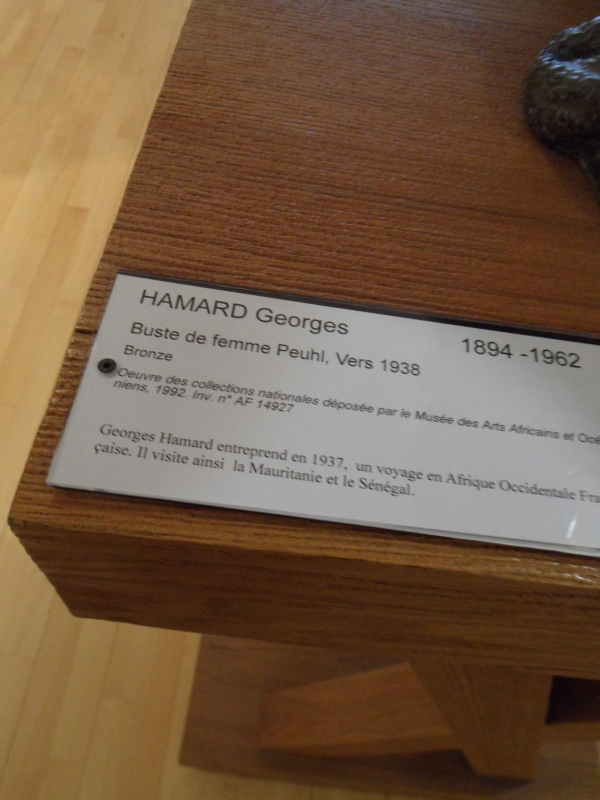 HAMARD Georges 1894 -1962
Buste de femme Peuhl, Vers 1938
Bronze
Oeuvre des collections nationales déposée par le Musée des Arts Africains et Océ
niens, 1992. Inv. n° AF 14927
Georges Hamard entreprend en 1937, un voyage en Afrique Occidentale Fra
çaise. Il visite ainsi la Mauritanie et le Sénégal.